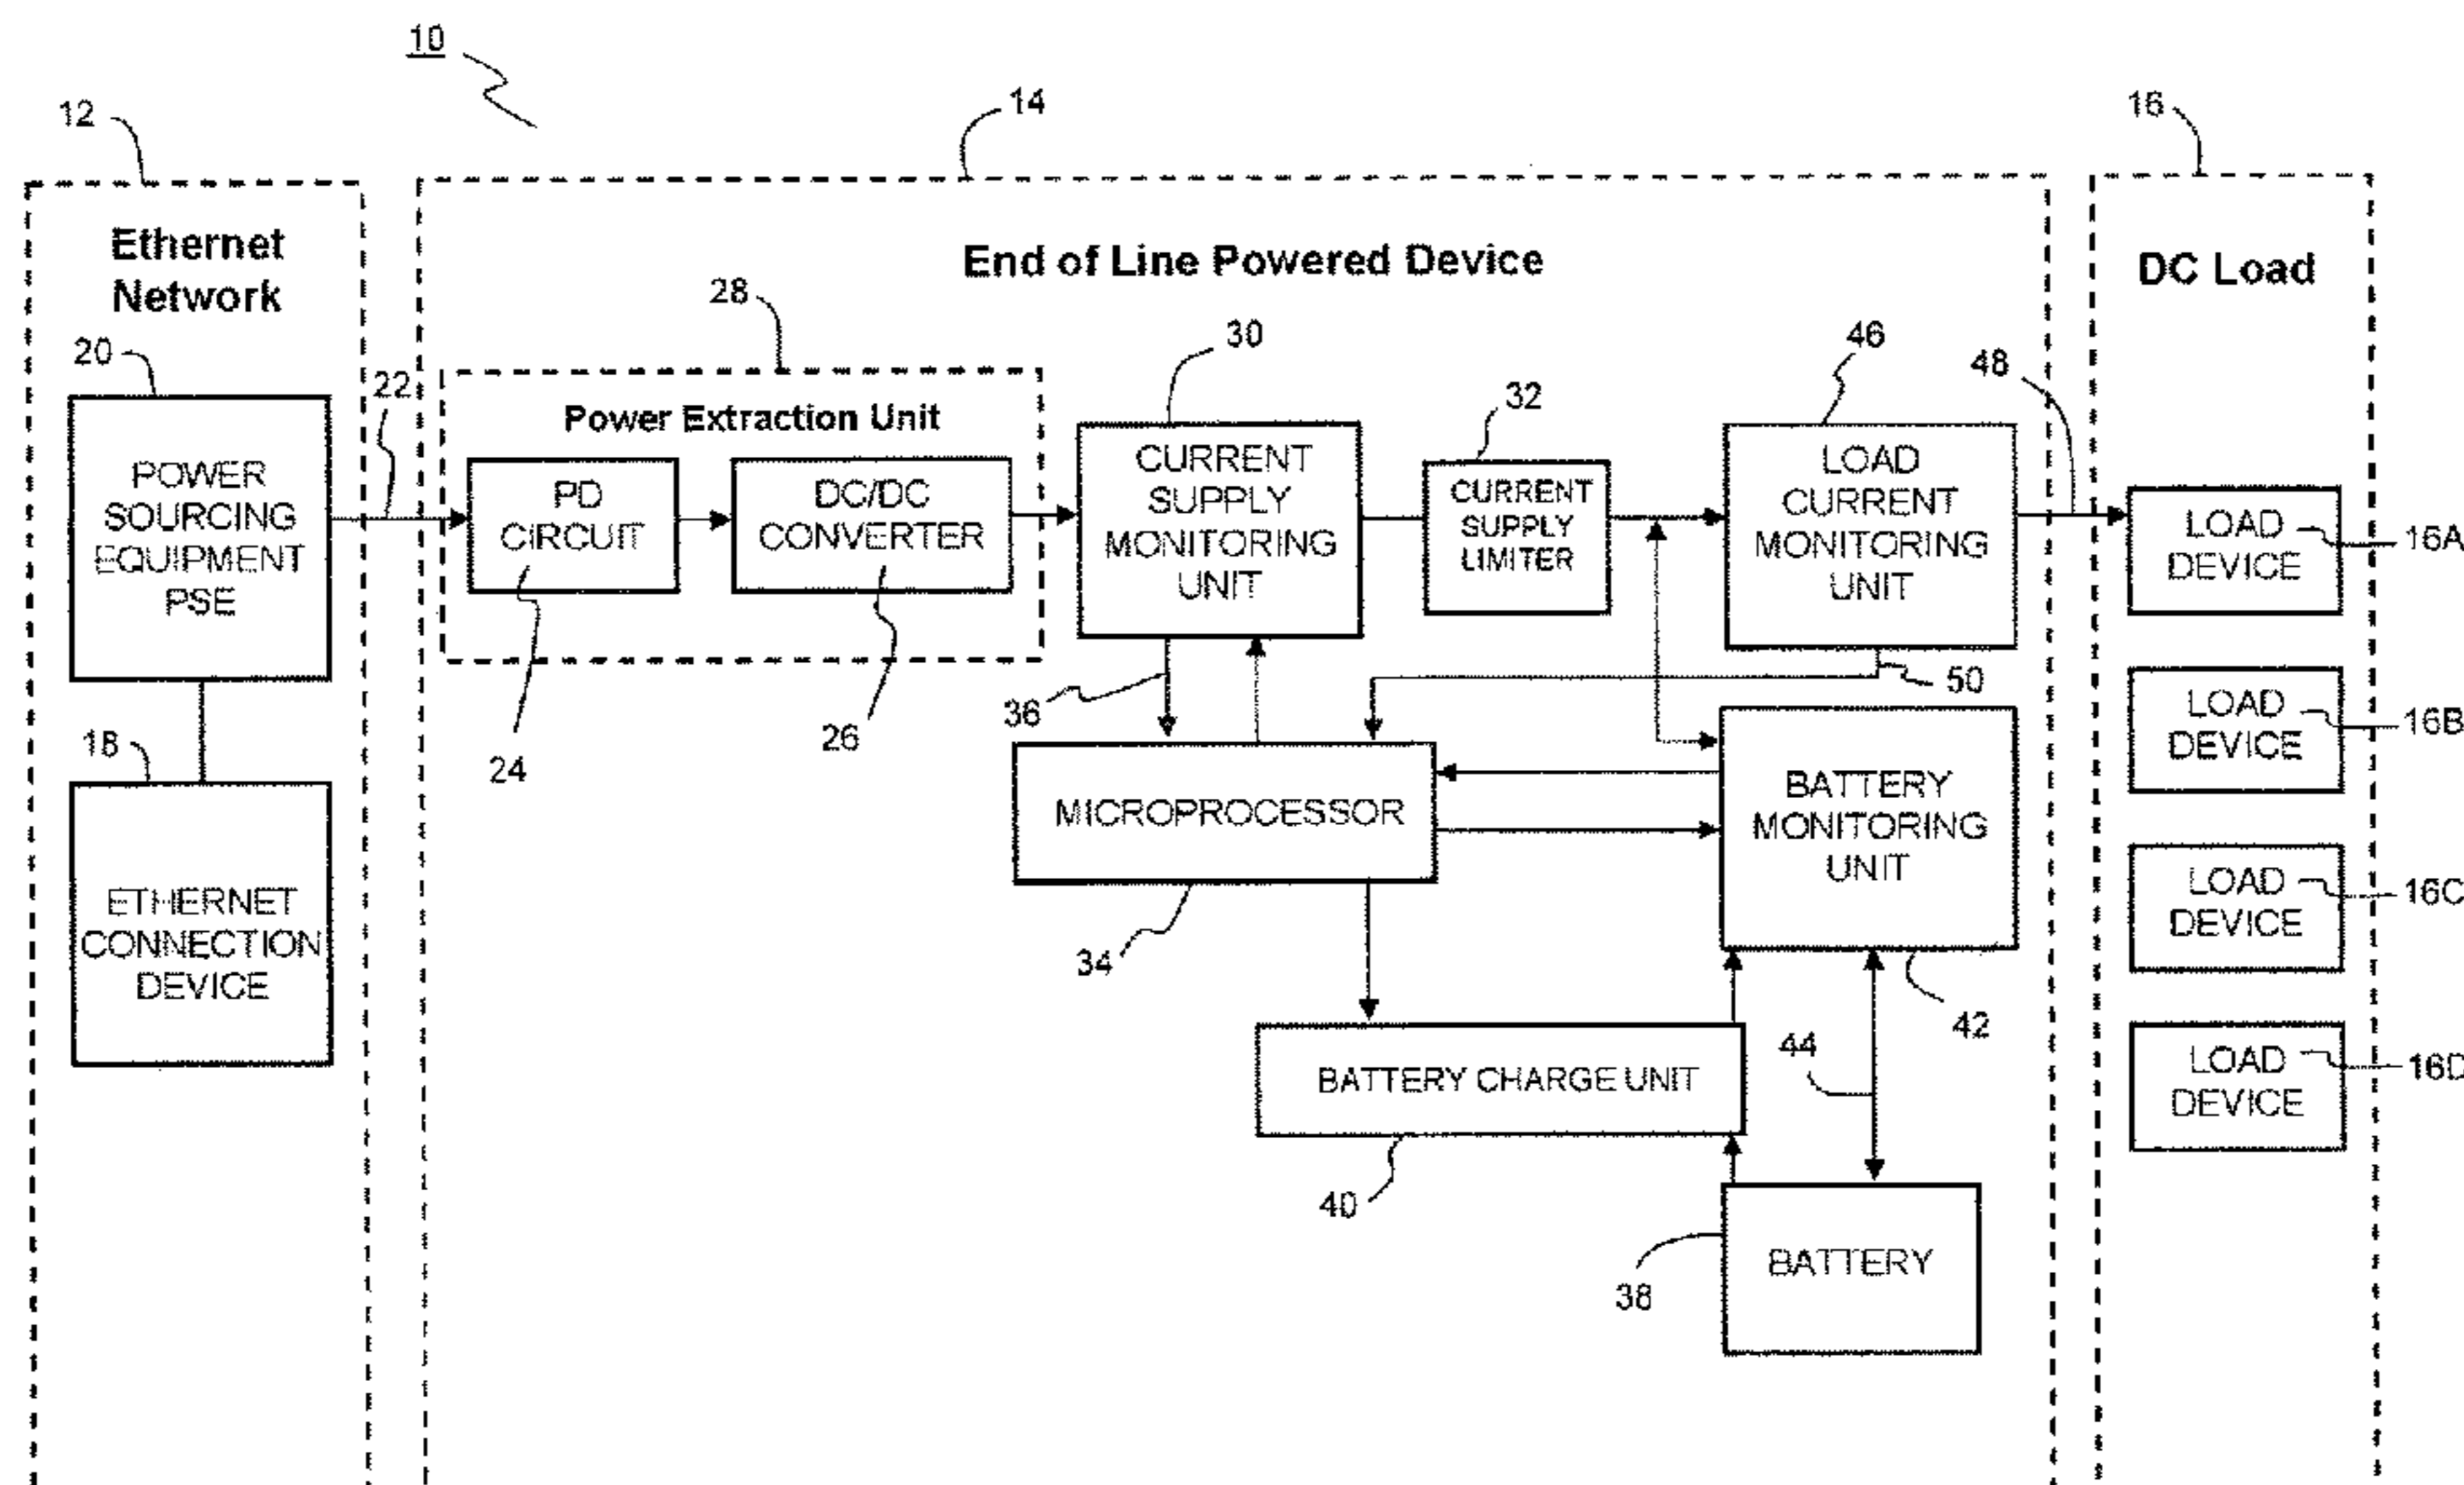 10
12
14
16
Ethernet
Network
End of Line Powered Device
DC Load
20
22
28
30
32
46
48
Power Extraction Unit
POWER
SOURCING
EQUIPMENT
PSE
PD
CIRCUIT
DC/DC
CONVERTER
CURRENT
SUPPLY
MONITORING
UNIT
CURRENT
SUPPLY
LIMITER
LOAD
CURRENT
MONITORING
UNIT
LOAD
DEVICE
16A
36
50
24
26
18
LOAD
DEVICE
16B
MICROPROCESSOR
BATTERY
MONITORING
UNIT
ETHERNET
CONNECTION
DEVICE
LOAD
DEVICE
16C
34
42
44
BATTERY CHARGE UNIT
LOAD
DEVICE
16D
40
38
BATTERY